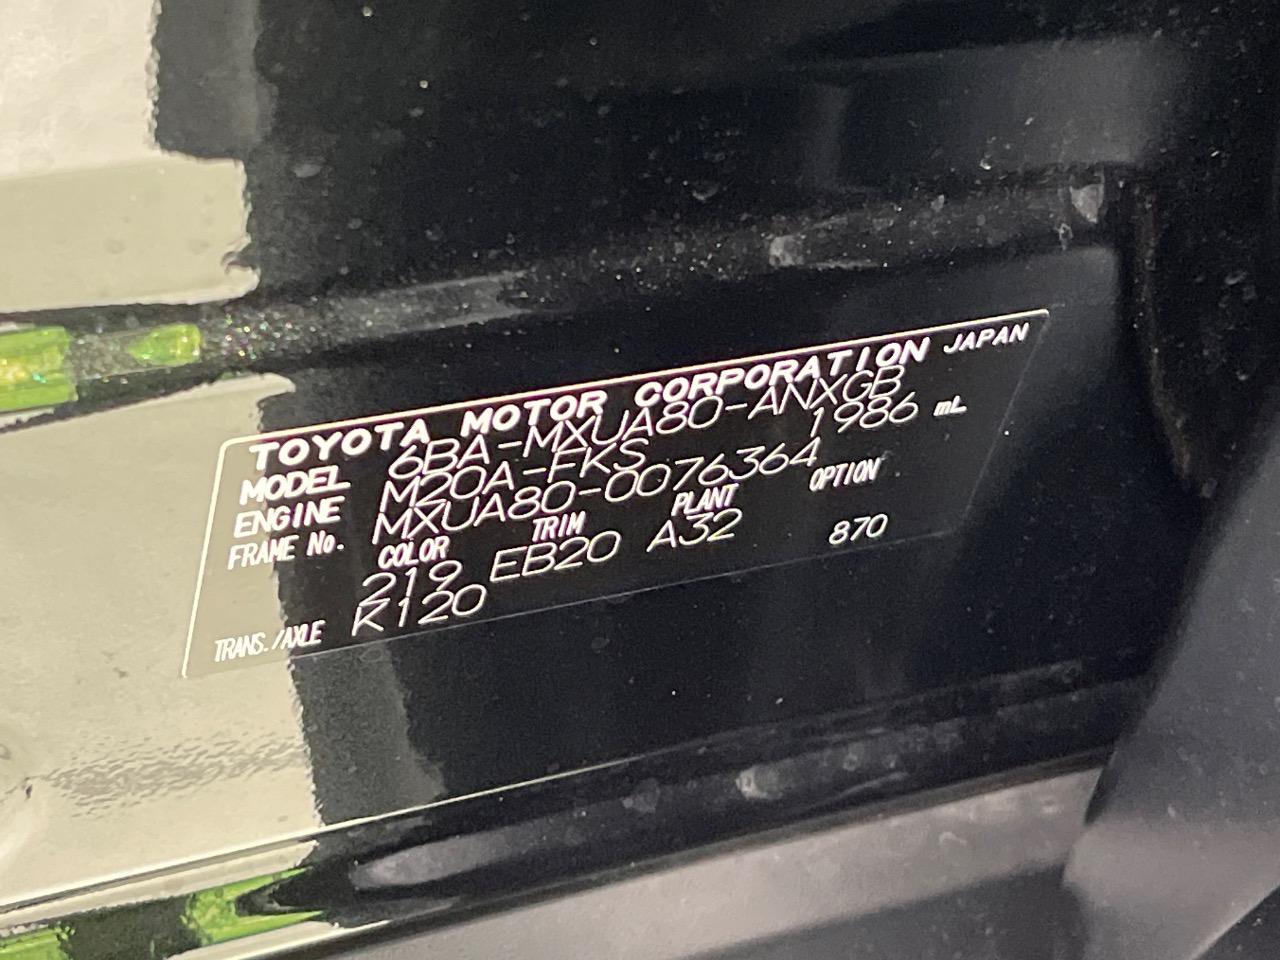 TOYOTA MOTOR CORPORATION JAPAN
MODEL 6BA-MXUA80-ANXGB
ENGINE M20A-FKS 1986 mL
FRAME No. MXUA80-0076364
COLOR TRIM PLANT OPTION
219 EB20 A32 870
TRANS./AXLE K120